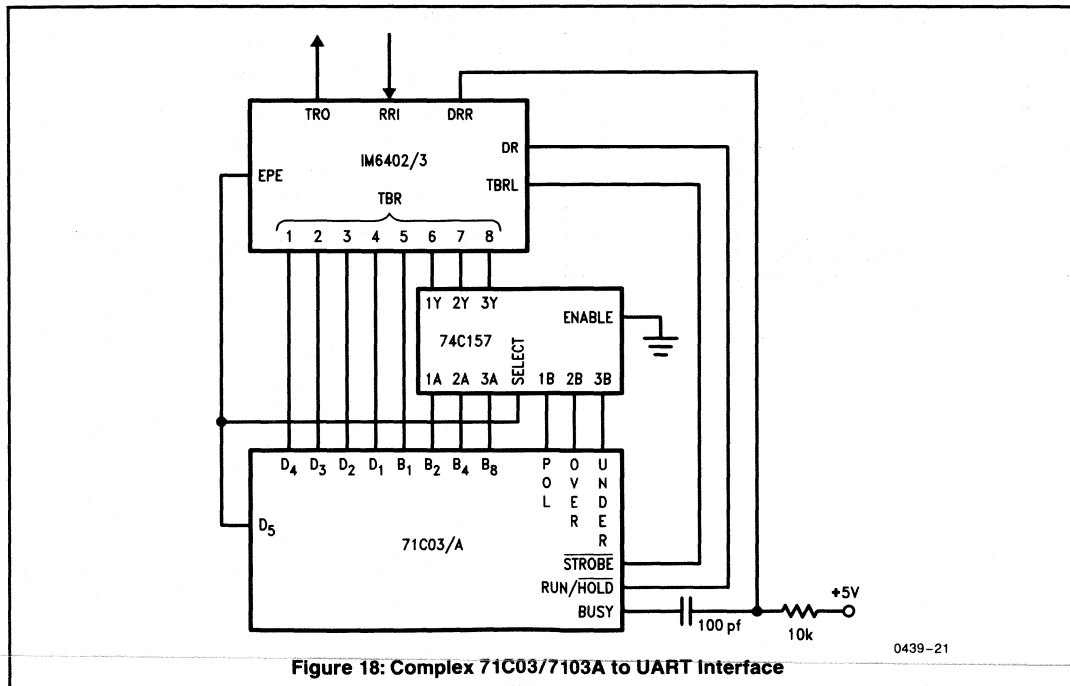 TRO RRI DRR
DR
IM6402/3
EPE
TBRL
TBR
1 2 3 4 5 6 7 8
1Y 2Y 3Y
ENABLE
74C157
SELECT
1A 2A 3A 1B 2B 3B
D4 D3 D2 D1 B1 B2 B4 B8
POL
OVER
UNDER
D5
71C03/A
STROBE
RUN/HOLD
BUSY
100 pf
10k
+5V
0439-21
Figure 18: Complex 71C03/7103A to UART Interface